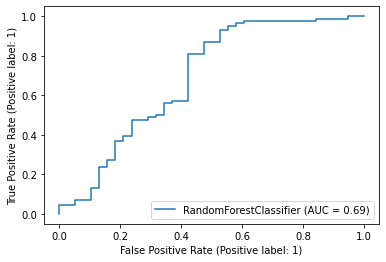 1.0
0.8
0.6
0.4
0.2
0.0
True Positive Rate (Positive label: 1)
RandomForestClassifier (AUC = 0.69)
0.0 0.2 0.4 0.6 0.8 1.0
False Positive Rate (Positive label: 1)